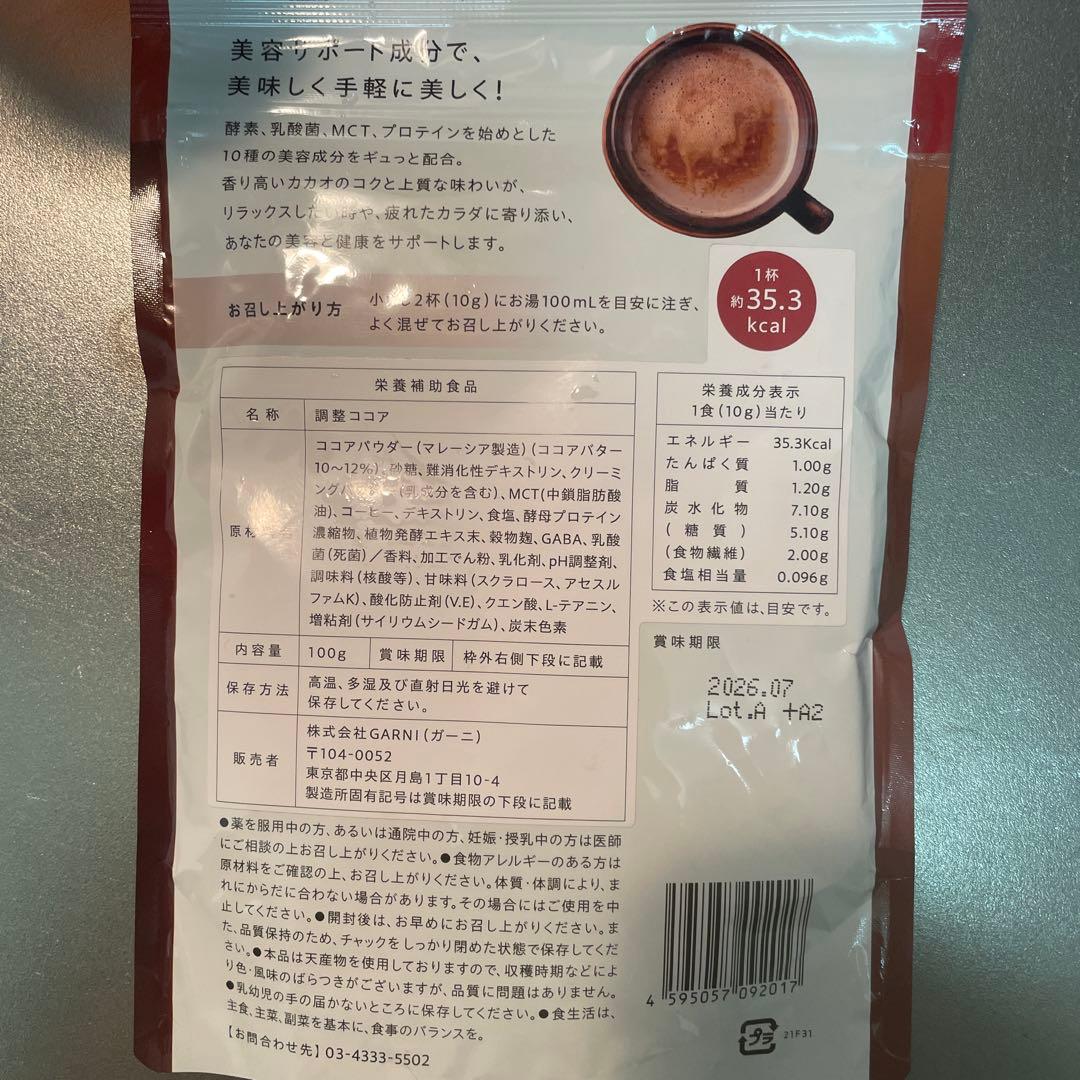 美容サポート成分で、
美味しく手軽に美しく!
酵素、乳酸菌、MCT、プロテインを始めとした
10種の美容成分をギュっと配合。
香り高いカカオのコクと上質な味わいが、
リラックスしたい時や、疲れたカラダに寄り添い、
あなたの美容と健康をサポートします。
1杯
約35.3
kcal
お召し上がり方
小さじ2杯(10g)にお湯100mLを目安に注ぎ、
よく混ぜてお召し上がりください。
栄養補助食品
名称 調整ココア
原材
ココアパウダー(マレーシア製造)(ココアバター
10〜12%)、砂糖、難消化性デキストリン、クリーミ
ングパウダー(乳成分を含む)、MCT(中鎖脂肪酸
油)、コーヒー、デキストリン、食塩、酵母プロテイン
濃縮物、植物発酵エキス末、穀物麹、GABA、乳酸
菌(死菌)/香料、加工でん粉、乳化剤、pH調整剤、
調味料(核酸等)、甘味料(スクラロース、アセスル
ファムK)、酸化防止剤(V.E)、クエン酸、L-テアニン、
増粘剤(サイリウムシードガム)、炭末色素
内容量 100g 賞味期限 枠外右側下段に記載
保存方法 高温、多湿及び直射日光を避けて
保存してください。
販売者
株式会社GARNI(ガーニ)
〒104-0052
東京都中央区月島1丁目10-4
製造所固有記号は賞味期限の下段に記載
栄養成分表示
1食(10g)当たり
エネルギー 35.3Kcal
たんぱく質 1.00g
脂質 1.20g
炭水化物 7.10g
(糖質) 5.10g
(食物繊維) 2.00g
食塩相当量 0.096g
※この表示値は、目安です。
賞味期限
2026.07
Lot.A +A2
●薬を服用中の方、あるいは通院中の方、妊娠・授乳中の方は医師
にご相談の上お召し上がりください。●食物アレルギーのある方は
原材料をご確認の上、お召し上がりください。体質・体調により、ま
れにからだに合わない場合があります。その場合にはご使用を中
止してください。●開封後は、お早めにお召し上がりください。ま
た、品質保持のため、チャックをしっかり閉めた状態で保存してくだ
さい。●本品は天産物を使用しておりますので、収穫時期などによ
り色・風味のばらつきがございますが、品質に問題はありません。
●乳幼児の手の届かないところに保存してください。●食生活は、
主食、主菜、副菜を基本に、食事のバランスを。
【お問合わせ先】03-4333-5502
4 595057 092017
プラ
21F31